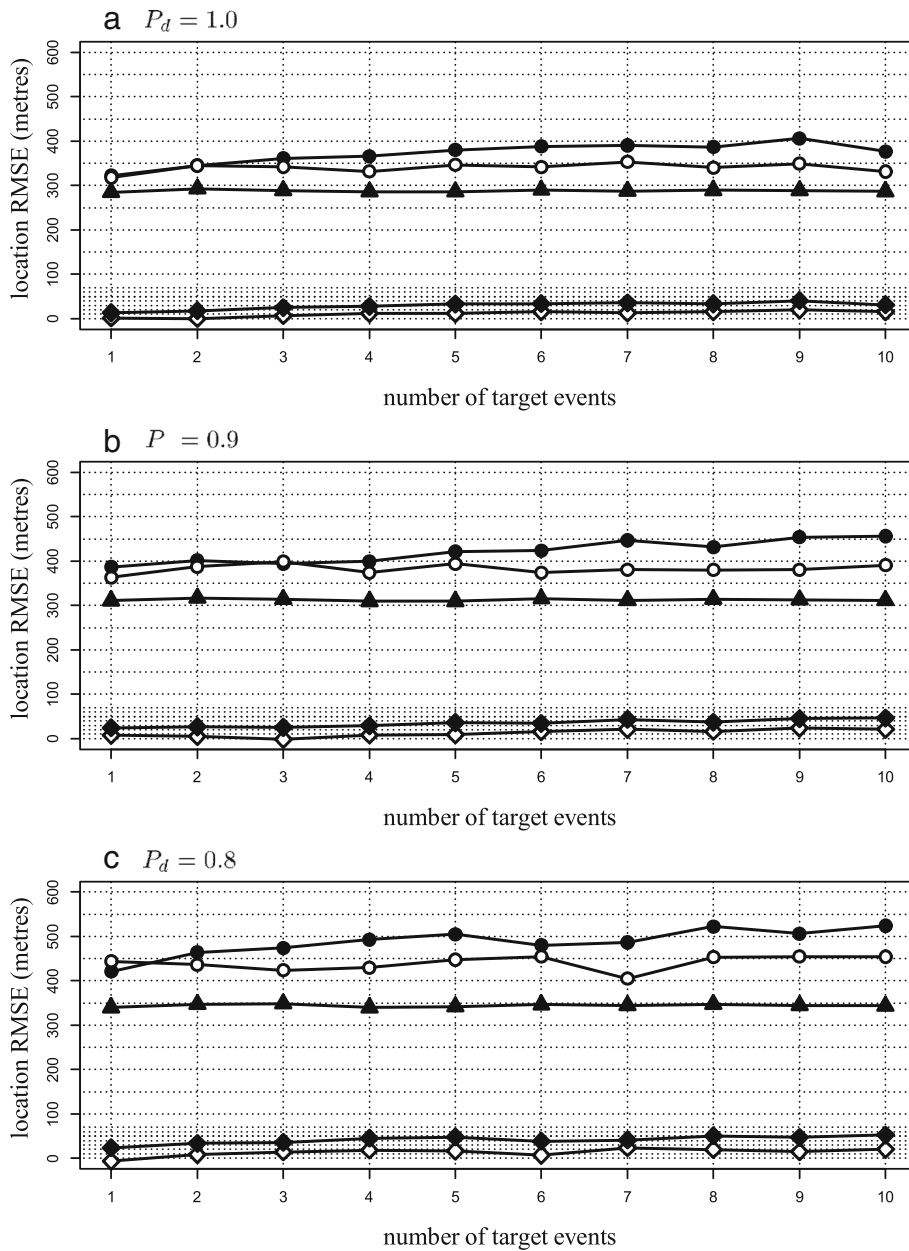 a P_d = 1.0
location RMSE (metres)
600
500
400
300
200
100
0
1 2 3 4 5 6 7 8 9 10
number of target events
b P = 0.9
location RMSE (metres)
600
500
400
300
200
100
0
1 2 3 4 5 6 7 8 9 10
number of target events
c P_d = 0.8
location RMSE (metres)
600
500
400
300
200
100
0
1 2 3 4 5 6 7 8 9 10
number of target events